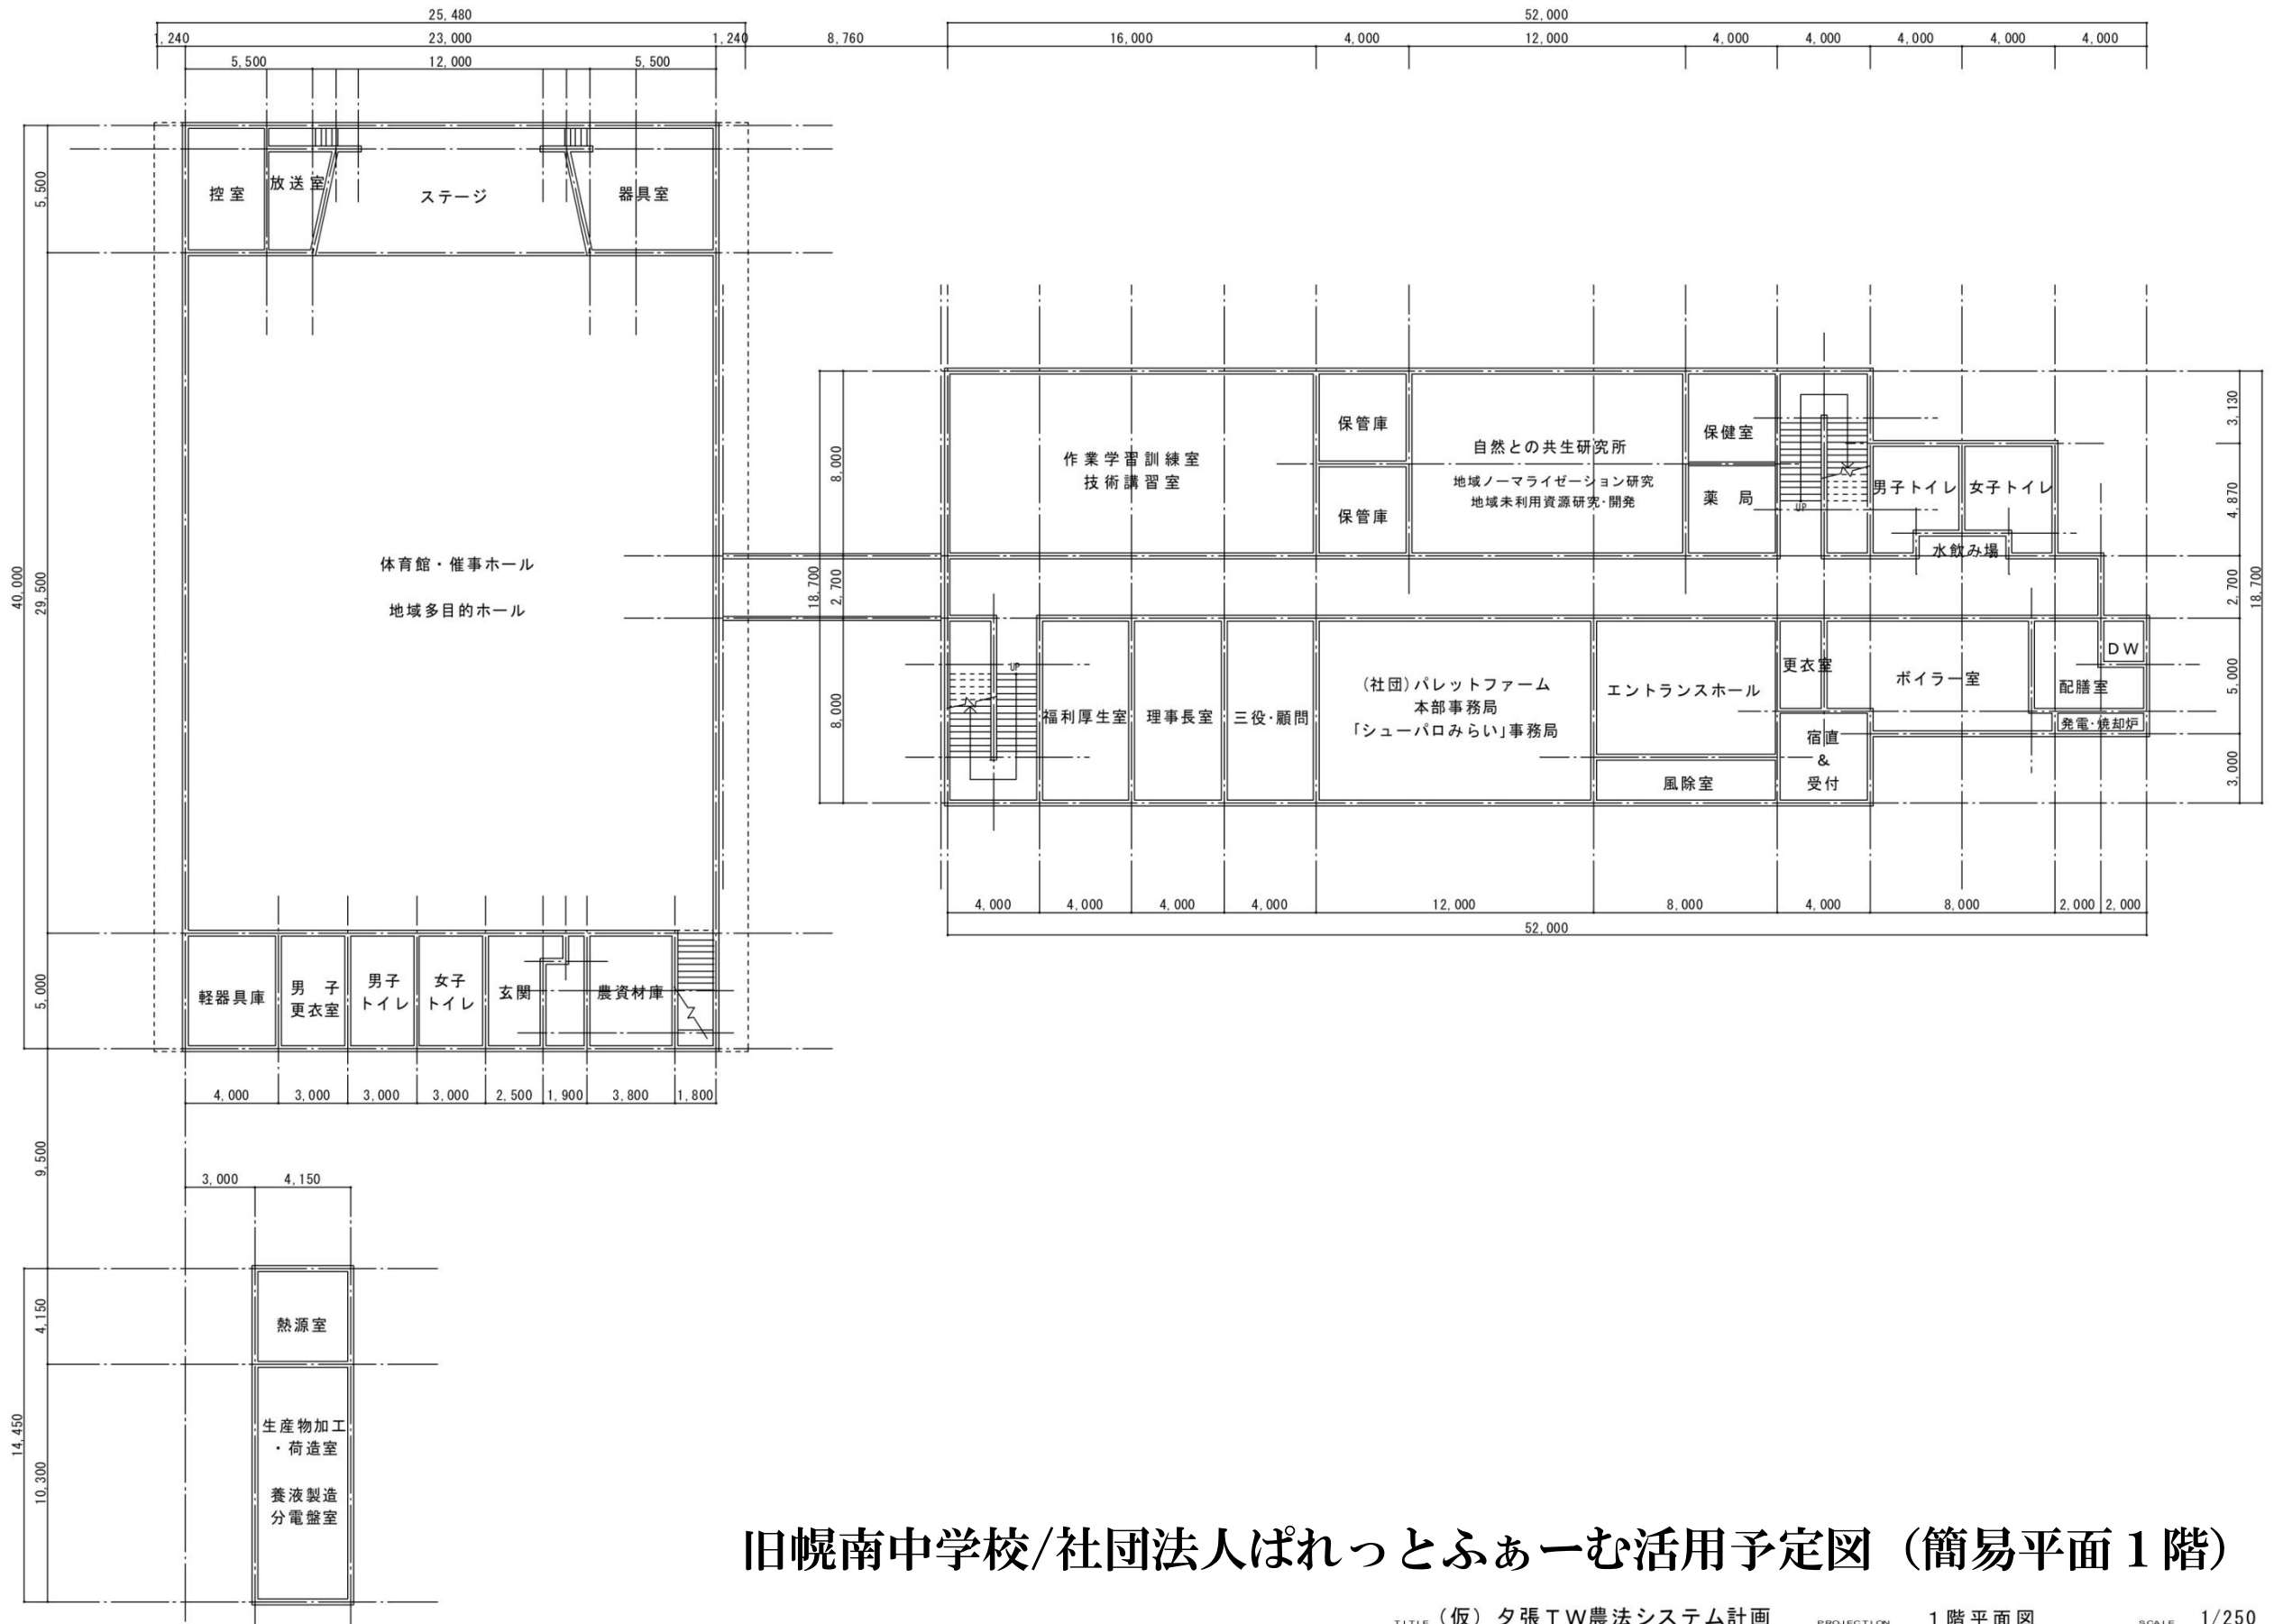 25,480
52,000
1,240
23,000
1,240
8,760
16,000
4,000
12,000
4,000
4,000
4,000
4,000
4,000
5,500
12,000
5,500
5,500
40,000
29,500
5,000
9,500
14,450
4,150
10,300
控室
放送室
ステージ
器具室
体育館・催事ホール
地域多目的ホール
軽器具庫
男 子
更衣室
男子
トイレ
女子
トイレ
玄関
農資材庫
4,000
3,000
3,000
3,000
2,500
1,900
3,800
1,800
3,000
4,150
熱源室
生産物加工
・荷造室
養液製造
分電盤室
18,700
8,000
2,700
8,000
作業学習訓練室
技術講習室
保管庫
保管庫
自然との共生研究所
地域ノーマライゼーション研究
地域未利用資源研究・開発
保健室
薬 局
UP
男子トイレ
女子トイレ
水飲み場
UP
福利厚生室
理事長室
三役・顧問
(社団)パレットファーム
本部事務局
「シューパロみらい」事務局
エントランスホール
風除室
更衣室
宿直
&
受付
ボイラー室
DW
配膳室
発電・焼却炉
3,130
4,870
2,700
18,700
5,000
3,000
4,000
4,000
4,000
4,000
12,000
8,000
4,000
8,000
2,000
2,000
52,000
旧幌南中学校/社団法人ぱれっとふぁーむ活用予定図（簡易平面１階）
TITLE （仮）夕張TW農法システム計画 PROJECTION 1階平面図 SCALE 1/250